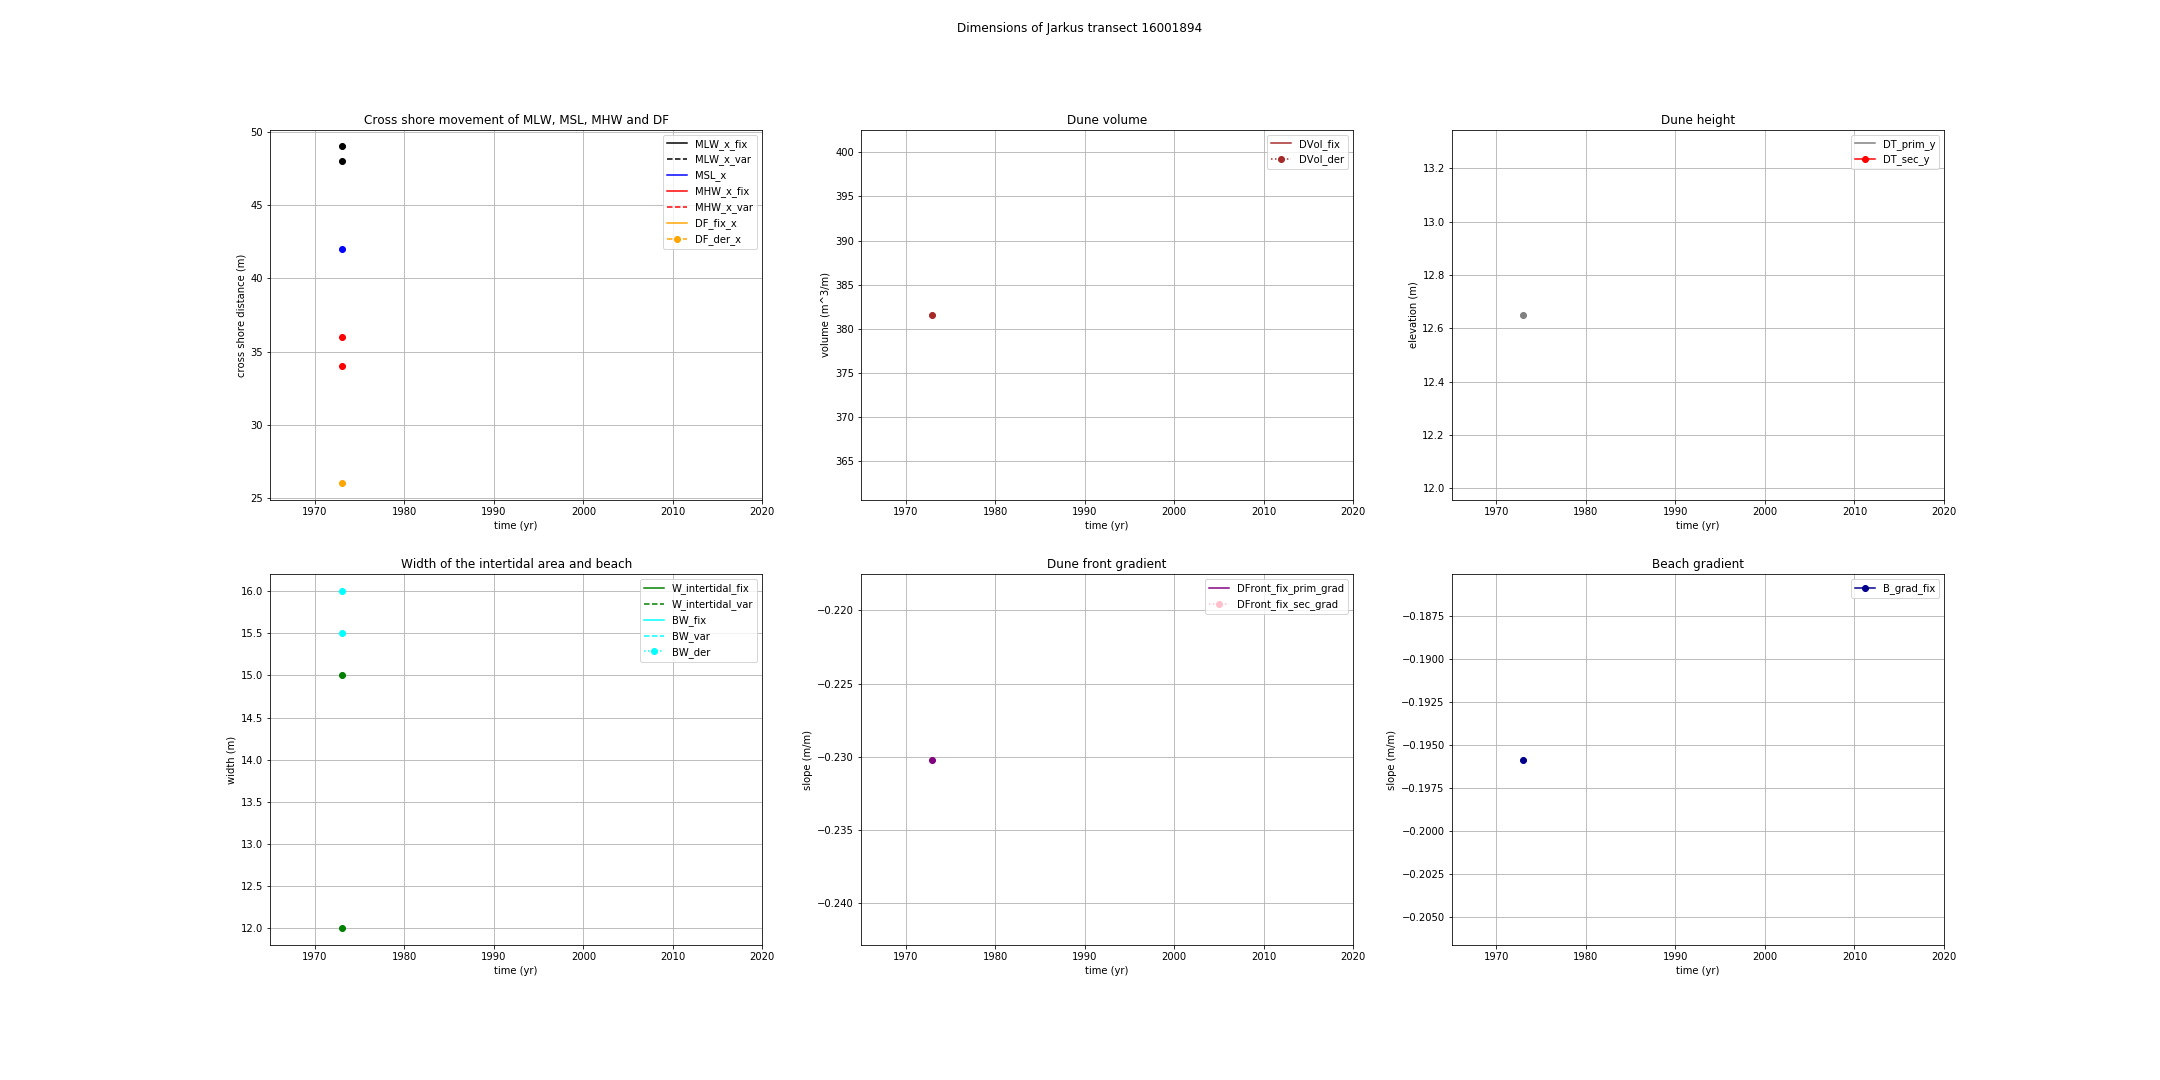 Dimensions of Jarkus transect 16001894
Cross shore movement of MLW, MSL, MHW and DF
50
45
40
35
30
25
cross shore distance (m)
1970 1980 1990 2000 2010 2020
time (yr)
MLW_x_fix
MLW_x_var
MSL_x
MHW_x_fix
MHW_x_var
DF_fix_x
DF_der_x
Dune volume
400
395
390
385
380
375
370
365
volume (m^3/m)
1970 1980 1990 2000 2010 2020
time (yr)
DVol_fix
DVol_der
Dune height
13.2
13.0
12.8
12.6
12.4
12.2
12.0
elevation (m)
1970 1980 1990 2000 2010 2020
time (yr)
DT_prim_y
DT_sec_y
Width of the intertidal area and beach
16.0
15.5
15.0
14.5
14.0
13.5
13.0
12.5
12.0
width (m)
1970 1980 1990 2000 2010 2020
time (yr)
W_intertidal_fix
W_intertidal_var
BW_fix
BW_var
BW_der
Dune front gradient
−0.220
−0.225
−0.230
−0.235
−0.240
slope (m/m)
1970 1980 1990 2000 2010 2020
time (yr)
DFront_fix_prim_grad
DFront_fix_sec_grad
Beach gradient
−0.1875
−0.1900
−0.1925
−0.1950
−0.1975
−0.2000
−0.2025
−0.2050
slope (m/m)
1970 1980 1990 2000 2010 2020
time (yr)
B_grad_fix